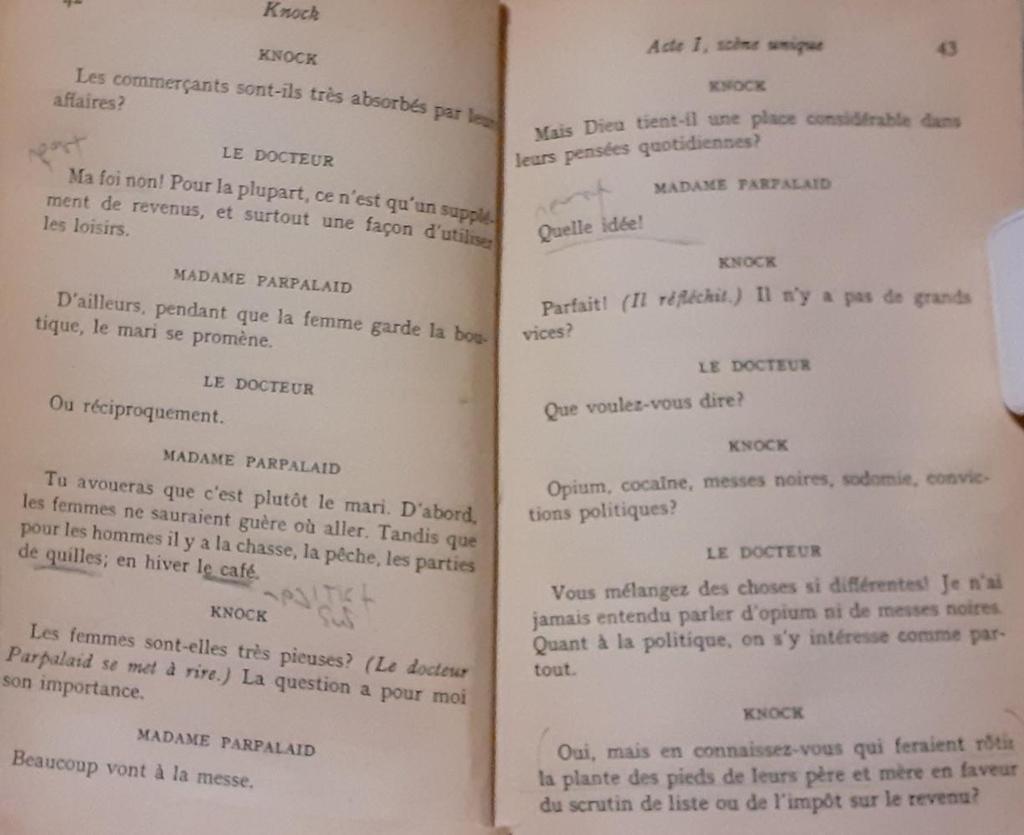 Knock
KNOCK
Les commerçants sont-ils très absorbés par leurs
affaires?
LE DOCTEUR
Ma foi non! Pour la plupart, ce n'est qu'un supplé-
ment de revenus, et surtout une façon d'utiliser
les loisirs.
MADAME PARPALAID
D'ailleurs, pendant que la femme garde la bou-
tique, le mari se promène.
LE DOCTEUR
Ou réciproquement.
MADAME PARPALAID
Tu avoueras que c'est plutôt le mari. D'abord,
les femmes ne sauraient guère où aller. Tandis que
pour les hommes il y a la chasse, la pêche, les parties
de quilles; en hiver le café.
KNOCK
Les femmes sont-elles très pieuses? (Le docteur
Parpalaid se met à rire.) La question a pour moi
son importance.
MADAME PARPALAID
Beaucoup vont à la messe.
Acte I, scène unique 43
KNOCK
Mais Dieu tient-il une place considérable dans
leurs pensées quotidiennes?
MADAME PARPALAID
Quelle idée!
KNOCK
Parfait! (Il réfléchit.) Il n'y a pas de grands
vices?
LE DOCTEUR
Que voulez-vous dire?
KNOCK
Opium, cocaïne, messes noires, sodomie, convic-
tions politiques?
LE DOCTEUR
Vous mélangez des choses si différentes! Je n'ai
jamais entendu parler d'opium ni de messes noires.
Quant à la politique, on s'y intéresse comme par-
tout.
KNOCK
Oui, mais en connaissez-vous qui feraient rôtir
la plante des pieds de leurs père et mère en faveur
du scrutin de liste ou de l'impôt sur le revenu?